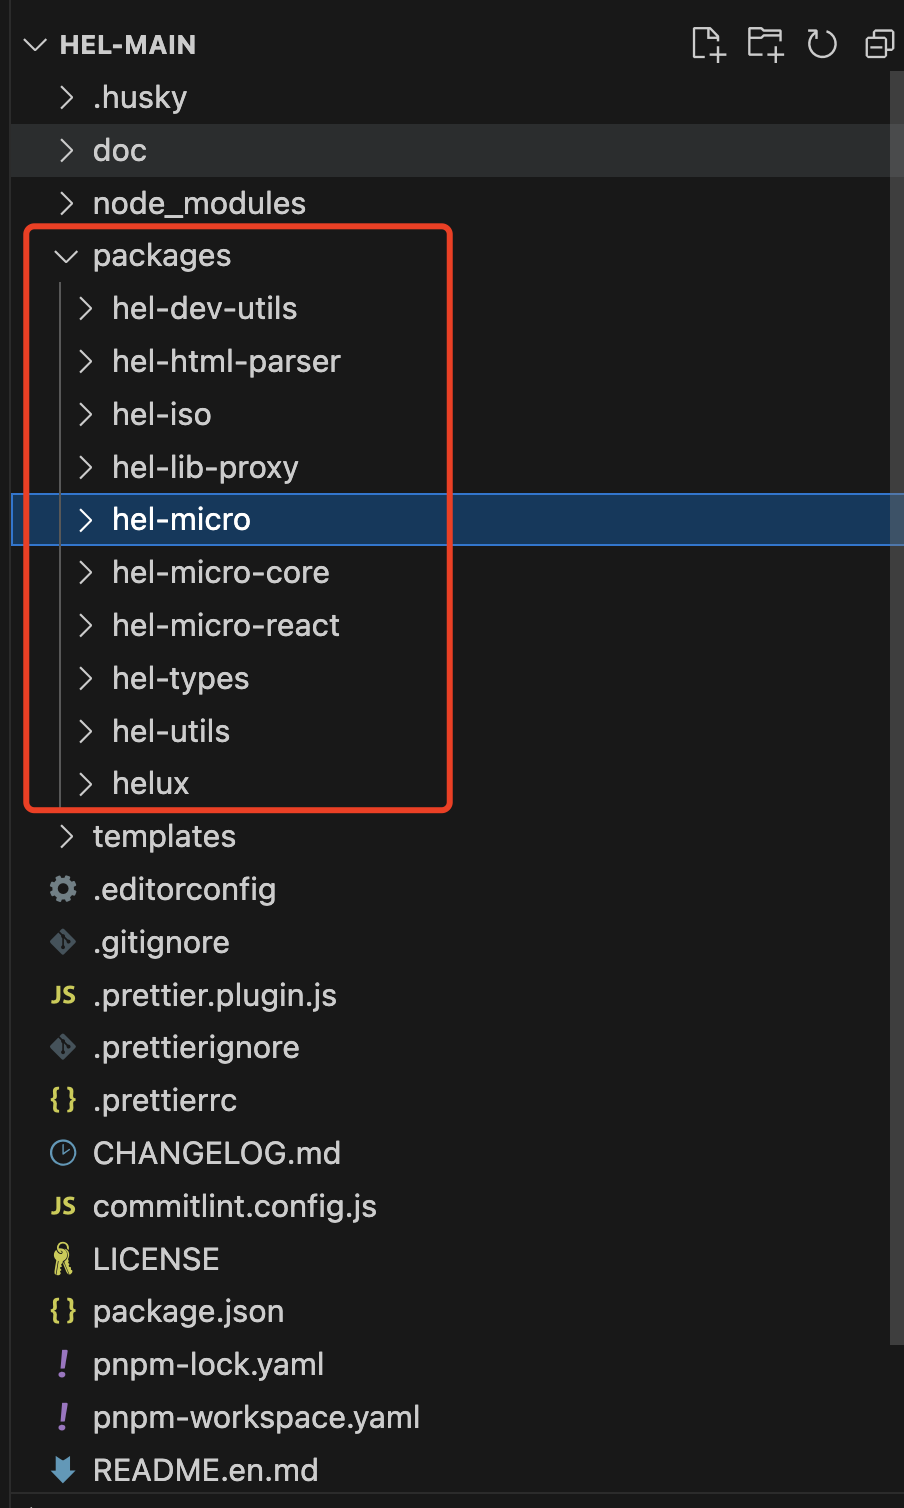 HEL-MAIN
.husky
doc
node_modules
packages
hel-dev-utils
hel-html-parser
hel-iso
hel-lib-proxy
hel-micro
hel-micro-core
hel-micro-react
hel-types
hel-utils
helux
templates
.editorconfig
.gitignore
JS .prettier.plugin.js
.prettierignore
{} .prettierrc
CHANGELOG.md
JS commitlint.config.js
LICENSE
{} package.json
! pnpm-lock.yaml
! pnpm-workspace.yaml
README.en.md